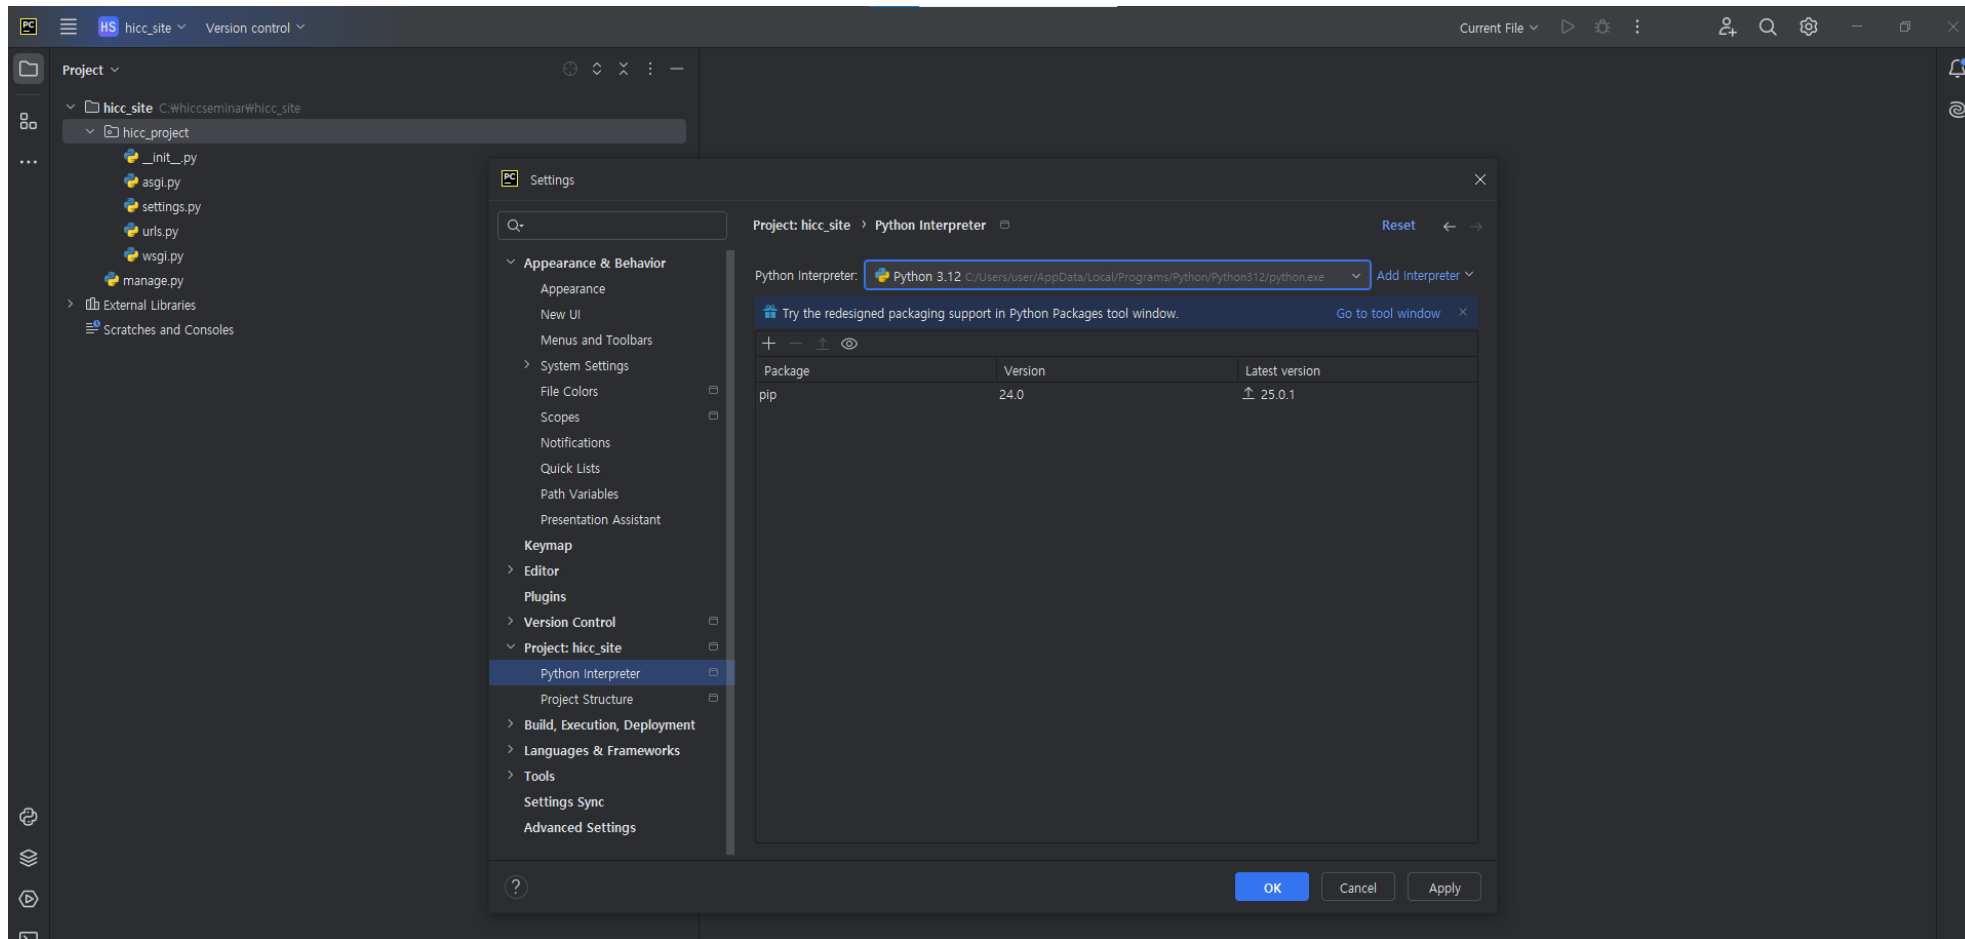 PC
HS hicc_site
Version control
Current File
Project
hicc_site C:₩hiccseminar₩hicc_site
hicc_project
__init__.py
asgi.py
settings.py
urls.py
wsgi.py
manage.py
External Libraries
Scratches and Consoles
PC Settings
Appearance & Behavior
Appearance
New UI
Menus and Toolbars
System Settings
File Colors
Scopes
Notifications
Quick Lists
Path Variables
Presentation Assistant
Keymap
Editor
Plugins
Version Control
Project: hicc_site
Python Interpreter
Project Structure
Build, Execution, Deployment
Languages & Frameworks
Tools
Settings Sync
Advanced Settings
Project: hicc_site › Python Interpreter
Reset
Python Interpreter: Python 3.12 C:/Users/user/AppData/Local/Programs/Python/Python312/python.exe Add Interpreter
Try the redesigned packaging support in Python Packages tool window. Go to tool window
Package Version Latest version
pip 24.0 25.0.1
?
OK Cancel Apply